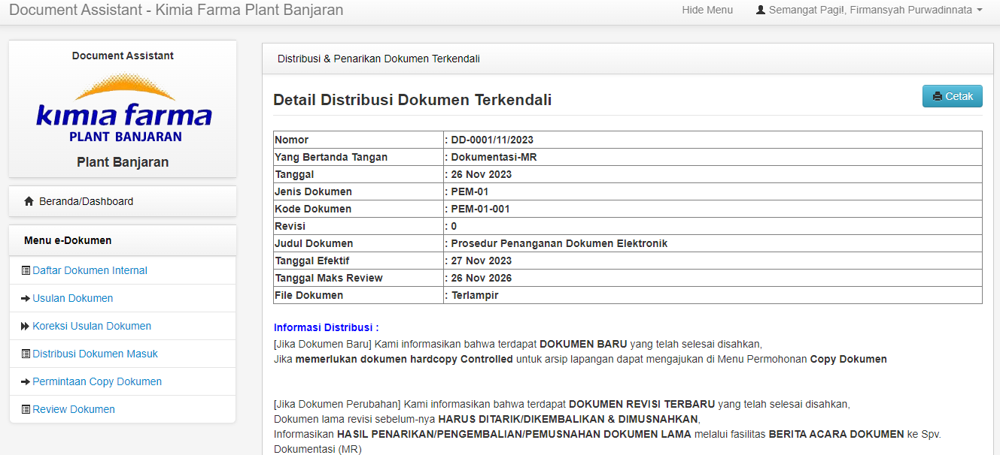 Document Assistant - Kimia Farma Plant Banjaran
Hide Menu
Semangat Pagi!, Firmansyah Purwadinnata
Document Assistant
kimia farma
PLANT BANJARAN
Plant Banjaran
Beranda/Dashboard
Menu e-Dokumen
Daftar Dokumen Internal
Usulan Dokumen
Koreksi Usulan Dokumen
Distribusi Dokumen Masuk
Permintaan Copy Dokumen
Review Dokumen
Distribusi & Penarikan Dokumen Terkendali
Detail Distribusi Dokumen Terkendali
Cetak
Nomor : DD-0001/11/2023
Yang Bertanda Tangan : Dokumentasi-MR
Tanggal : 26 Nov 2023
Jenis Dokumen : PEM-01
Kode Dokumen : PEM-01-001
Revisi : 0
Judul Dokumen : Prosedur Penanganan Dokumen Elektronik
Tanggal Efektif : 27 Nov 2023
Tanggal Maks Review : 26 Nov 2026
File Dokumen : Terlampir
Informasi Distribusi :
[Jika Dokumen Baru] Kami informasikan bahwa terdapat DOKUMEN BARU yang telah selesai disahkan,
Jika memerlukan dokumen hardcopy Controlled untuk arsip lapangan dapat mengajukan di Menu Permohonan Copy Dokumen
[Jika Dokumen Perubahan] Kami informasikan bahwa terdapat DOKUMEN REVISI TERBARU yang telah selesai disahkan,
Dokumen lama revisi sebelum-nya HARUS DITARIK/DIKEMBALIKAN & DIMUSNAHKAN,
Informasikan HASIL PENARIKAN/PENGEMBALIAN/PEMUSNAHAN DOKUMEN LAMA melalui fasilitas BERITA ACARA DOKUMEN ke Spv.
Dokumentasi (MR)